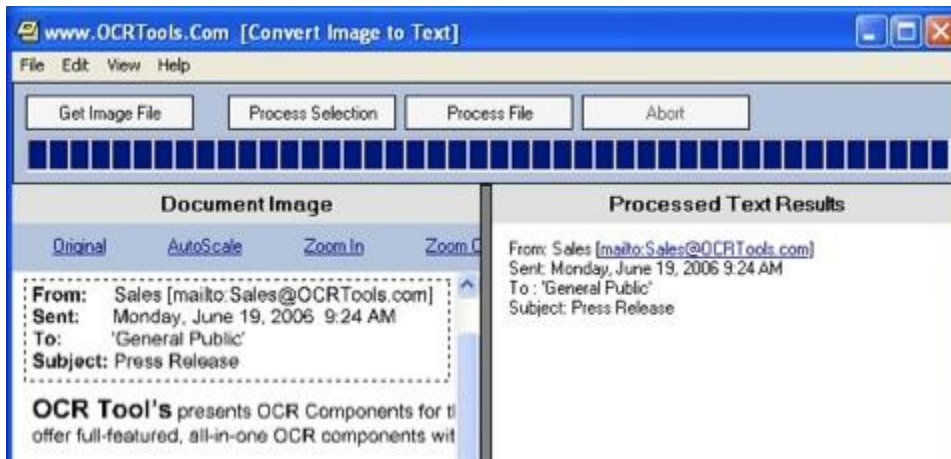 www.OCRTools.Com [Convert Image to Text]
File Edit View Help
Get Image File Process Selection Process File Abort
Document Image
Original AutoScale Zoom In Zoom
From: Sales [mailto:Sales@OCRTools.com]
Sent: Monday, June 19, 2006 9:24 AM
To: 'General Public'
Subject: Press Release
OCR Tool's presents OCR Components for
offer full-featured, all-in-one OCR components
Processed Text Results
From: Sales [mailto:Sales@OCRTools.com]
Sent: Monday, June 19, 2006 9:24 AM
To : 'General Public'
Subject: Press Release